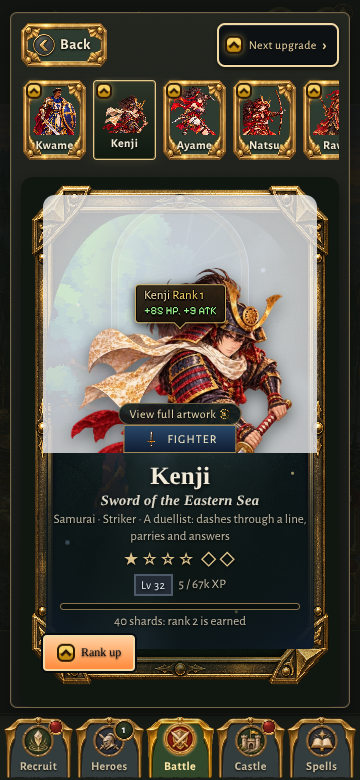 Back
Next upgrade ›
Kwame
Kenji
Ayame
Natsu
Rav
Kenji Rank 1
+88 HP, +9 ATK
View full artwork
FIGHTER
Kenji
Sword of the Eastern Sea
Samurai · Striker · A duellist: dashes through a line,
parries and answers
Lv 32
5 / 67k XP
40 shards: rank 2 is earned
Rank up
1
Recruit
Heroes
Battle
Castle
Spells